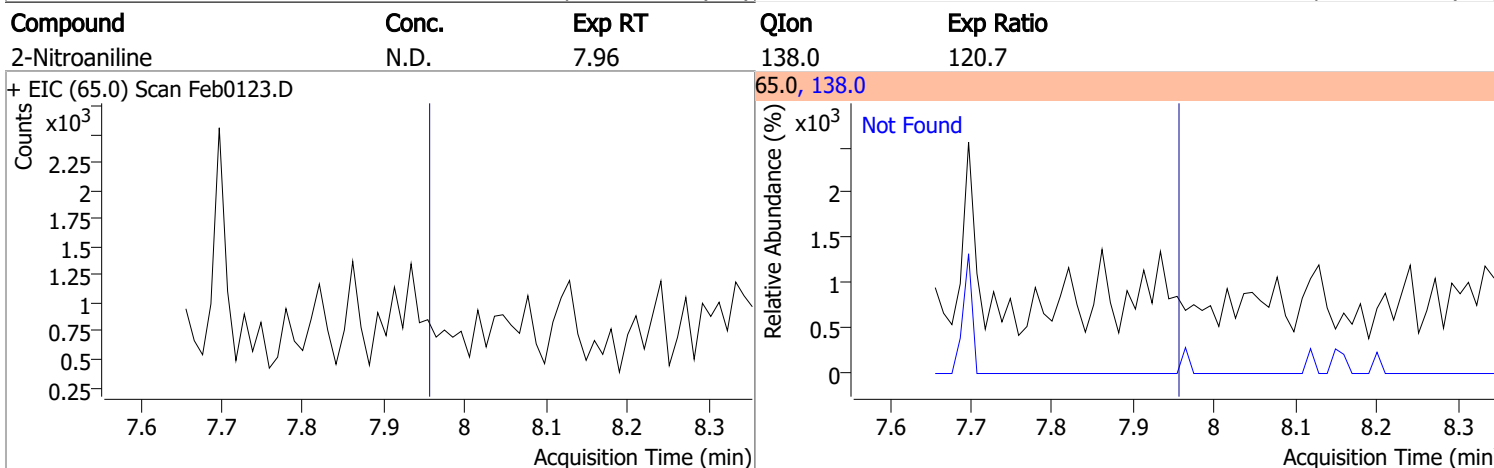 Compound Conc. Exp RT QIon Exp Ratio
2-Nitroaniline N.D. 7.96 138.0 120.7
+ EIC (65.0) Scan Feb0123.D
Counts
x10³
2.25
2
1.75
1.5
1.25
1
0.75
0.5
0.25
7.6 7.7 7.8 7.9 8 8.1 8.2 8.3
Acquisition Time (min)
65.0, 138.0
Relative Abundance (%)
x10³
Not Found
2
1.5
1
0.5
0
7.6 7.7 7.8 7.9 8 8.1 8.2 8.3
Acquisition Time (min)